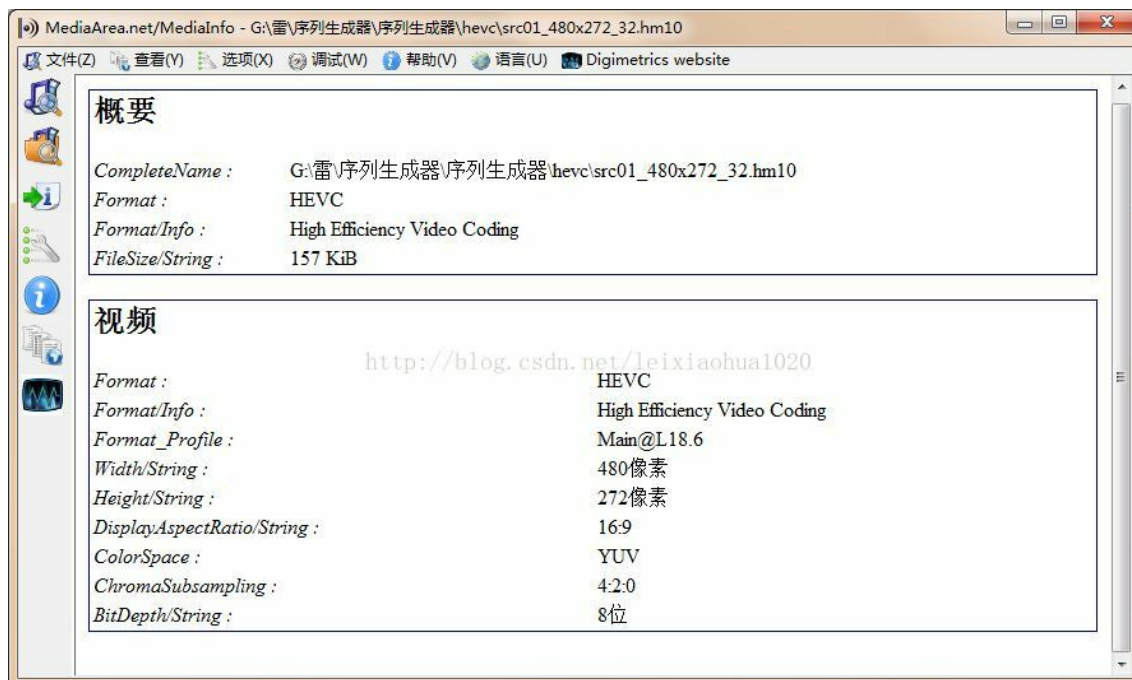 MediaArea.net/MediaInfo - G:\雷\序列生成器\序列生成器\hevc\src01_480x272_32.hm10
文件(Z) 查看(Y) 选项(X) 调试(W) 帮助(V) 语言(U) Digimetrics website
概要
CompleteName : G:\雷\序列生成器\序列生成器\hevc\src01_480x272_32.hm10
Format : HEVC
Format/Info : High Efficiency Video Coding
FileSize/String : 157 KiB
视频
http://blog.csdn.net/leixiaohua1020
Format : HEVC
Format/Info : High Efficiency Video Coding
Format_Profile : Main@L18.6
Width/String : 480像素
Height/String : 272像素
DisplayAspectRatio/String : 16:9
ColorSpace : YUV
ChromaSubsampling : 4:2:0
BitDepth/String : 8位